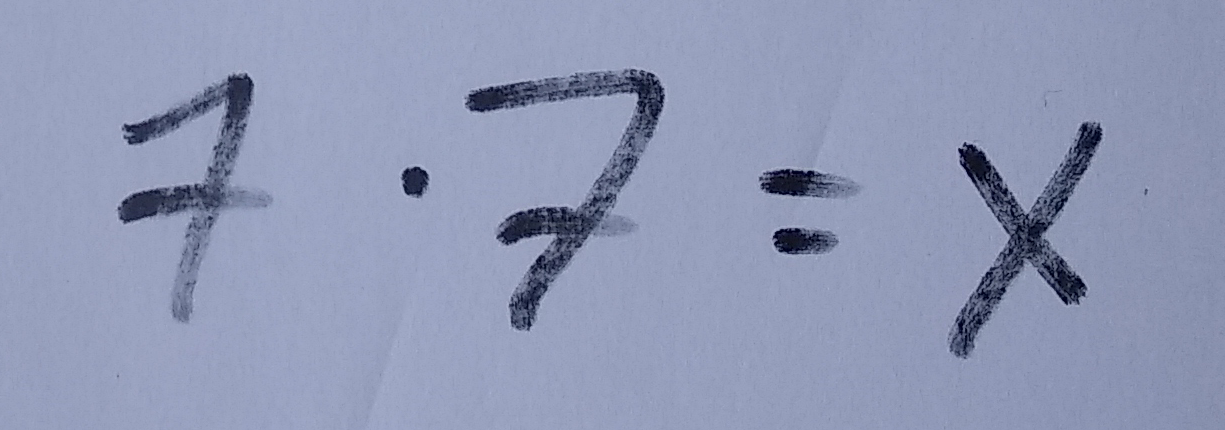 7 · 7 = x